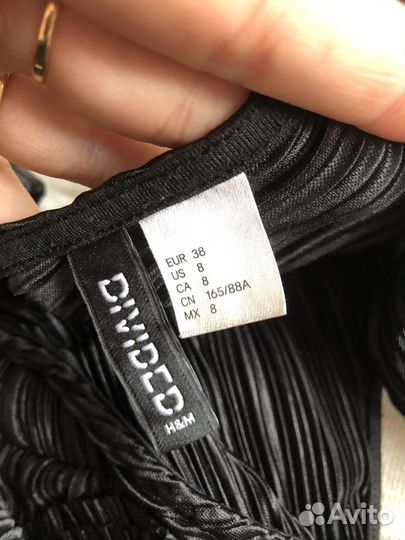 EUR 38
US 8
CA 8
CN 165/88A
MX 8
DIVIDED
H&M
Avito